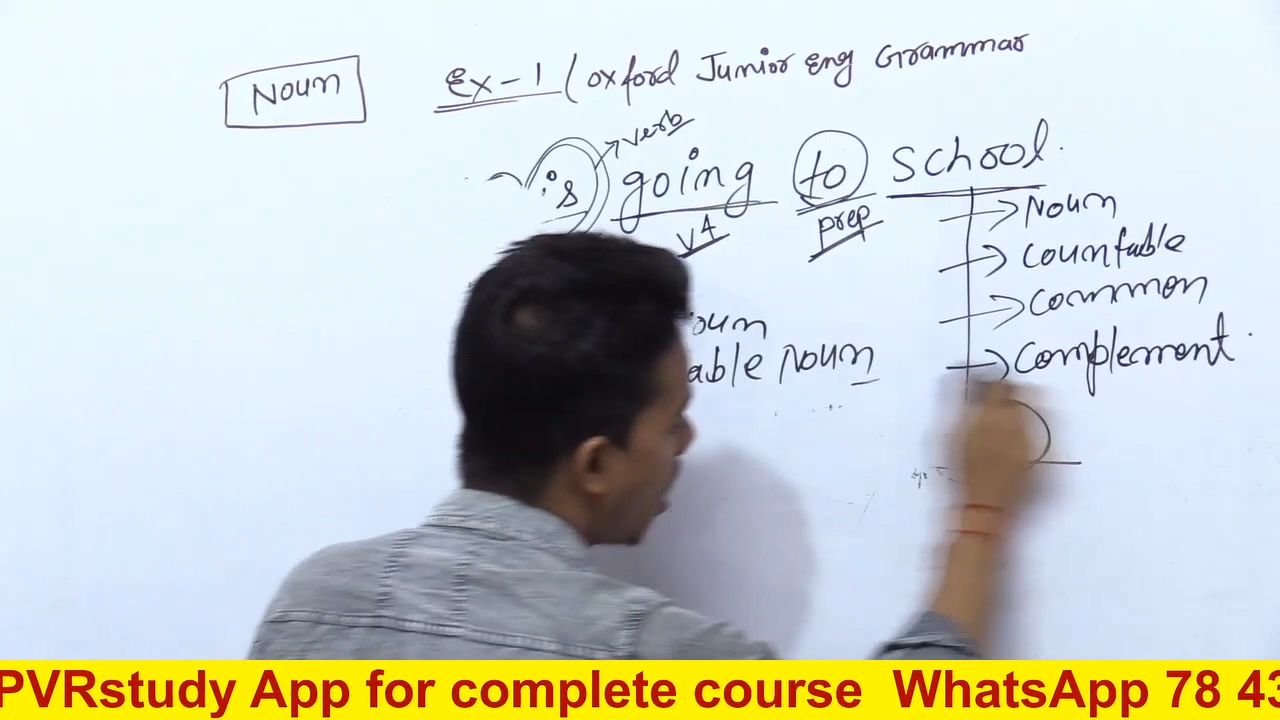 Noun Ex-1 ( Oxford Junior Eng Grammar
verb
is going to school.
V4 prep
Noun
countable
common
complement.
oun
able Noun
PVRstudy App for complete course WhatsApp 78 43